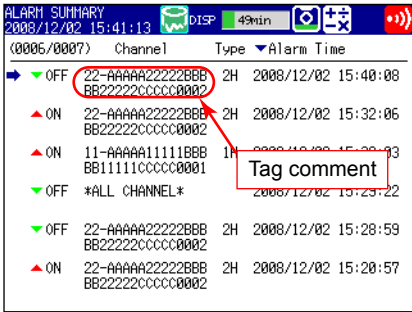 ALARM SUMMARY
2008/12/02 15:41:13 DISP 49min
(0006/0007) Channel Type ▼Alarm Time
OFF 22-AAAAA22222BBB 2H 2008/12/02 15:40:08
BB22222CCCCC0002
ON 22-AAAAA22222BBB 2H 2008/12/02 15:32:06
BB22222CCCCC0002
ON 11-AAAAA11111BBB
BB11111CCCCC0001
Tag comment
OFF *ALL CHANNEL* 2008/12/02 15:29:22
OFF 22-AAAAA22222BBB 2H 2008/12/02 15:28:59
BB22222CCCCC0002
ON 22-AAAAA22222BBB 2H 2008/12/02 15:20:57
BB22222CCCCC0002